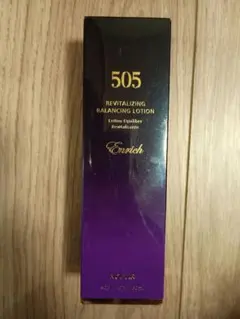 505
REVITALIZING
BALANCING LOTION
Lotion Equilibre
Revitalisante
Enrich